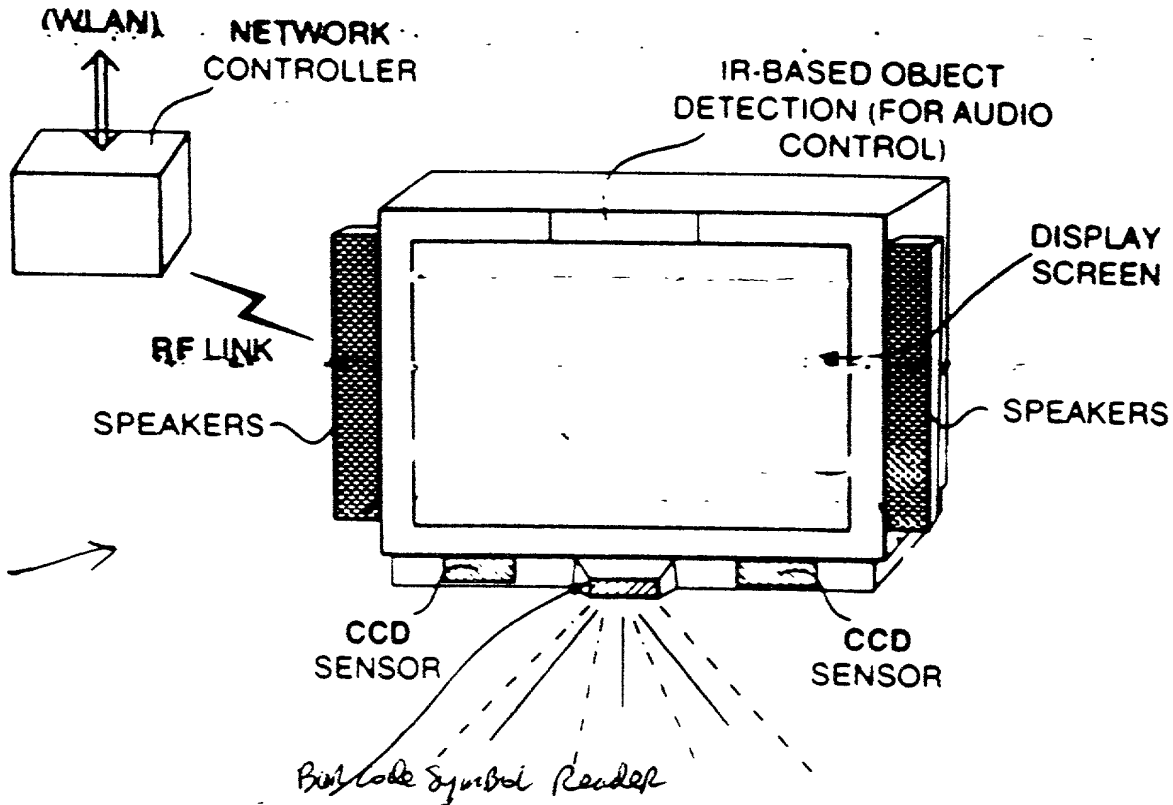 (WLAN)
NETWORK
CONTROLLER
IR-BASED OBJECT
DETECTION (FOR AUDIO
CONTROL)
DISPLAY
SCREEN
RF LINK
SPEAKERS
SPEAKERS
CCD
SENSOR
CCD
SENSOR
Bar Code Symbol Reader